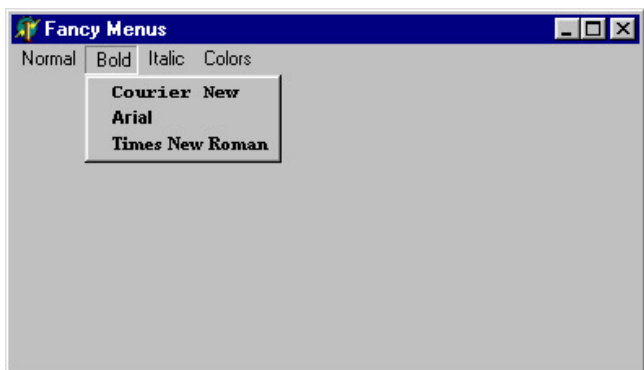 Fancy Menus
Normal Bold Italic Colors
Courier New
Arial
Times New Roman